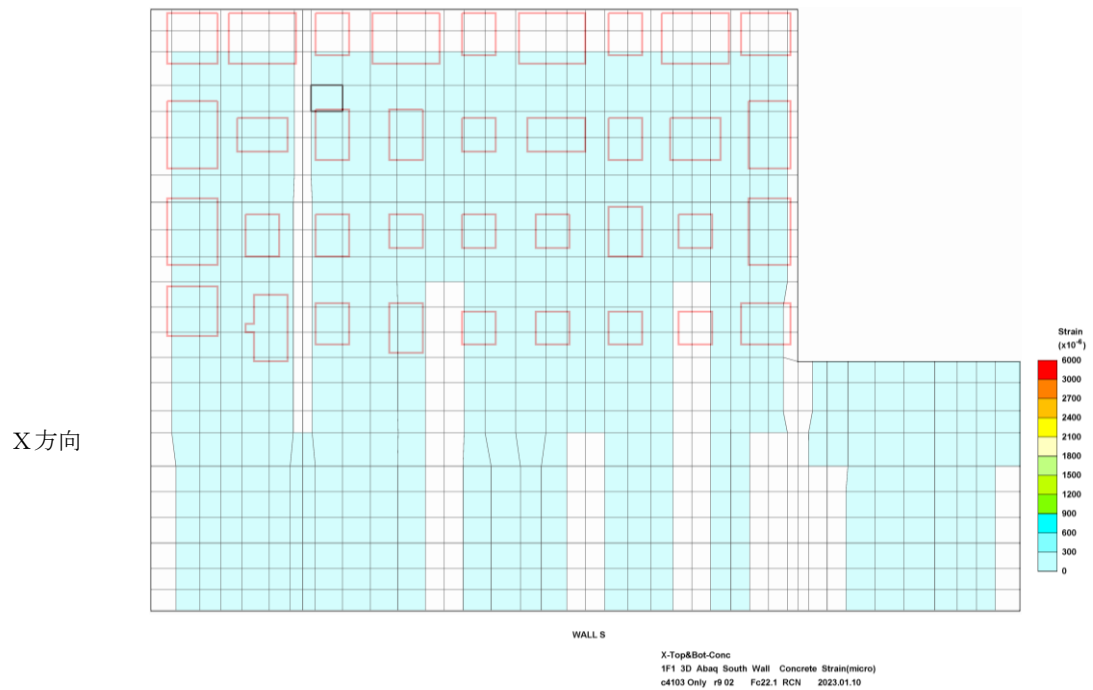 X方向
Strain
(x10-6)
6000
3000
2700
2400
2100
1800
1500
1200
900
600
300
0
WALL S
X-Top&Bot-Conc
1F1 3D Abaq South Wall Concrete Strain(micro)
c4103 Only r9 02 Fc22.1 RCN 2023.01.10